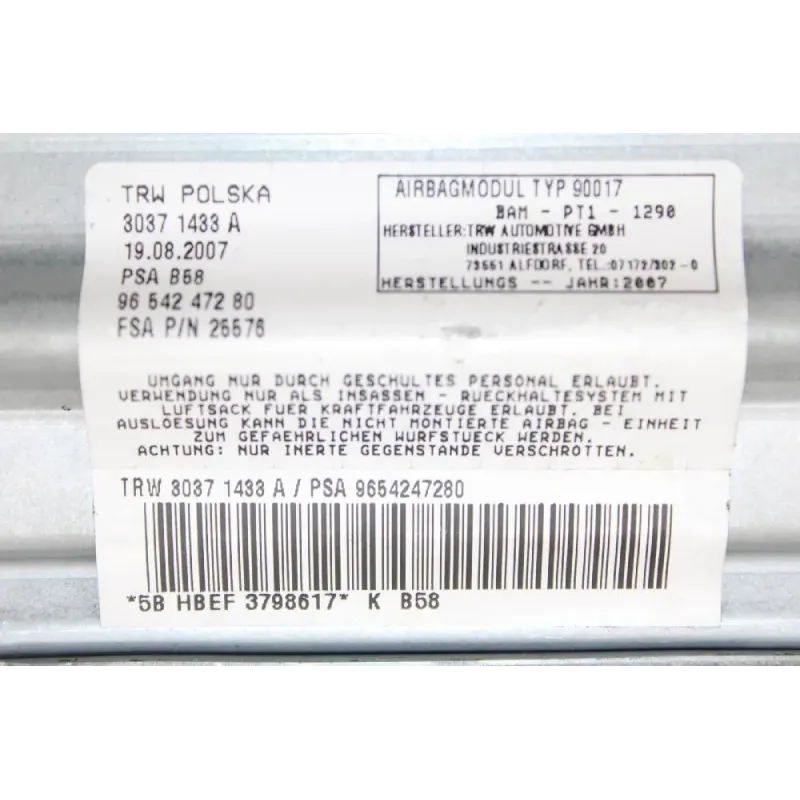 TRW POLSKA
3037 1433 A
19.08.2007
PSA B58
96 542 472 80
FSA P/N 25576
AIRBAGMODUL TYP 90017
BAM - PT1 - 1290
HERSTELLER:TRW AUTOMOTIVE GMBH
INDUSTRIESTRASSE 20
73551 ALFDORF, TEL.:07172/302-0
HERSTELLUNGS -- JAHR:2007
UMGANG NUR DURCH GESCHULTES PERSONAL ERLAUBT.
VERWENDUNG NUR ALS INSASSEN - RUECKHALTESYSTEM MIT
LUFTSACK FUER KRAFTFAHRZEUGE ERLAUBT. BEI
AUSLOESUNG KANN DIE NICHT MONTIERTE AIRBAG - EINHEIT
ZUM GEFAEHRLICHEN WURFSTUECK WERDEN.
ACHTUNG: NUR INERTE GEGENSTANDE VERSCHROTTEN.
TRW 3037 1433 A / PSA 9654247280
*5B HBEF 3798617* K B58